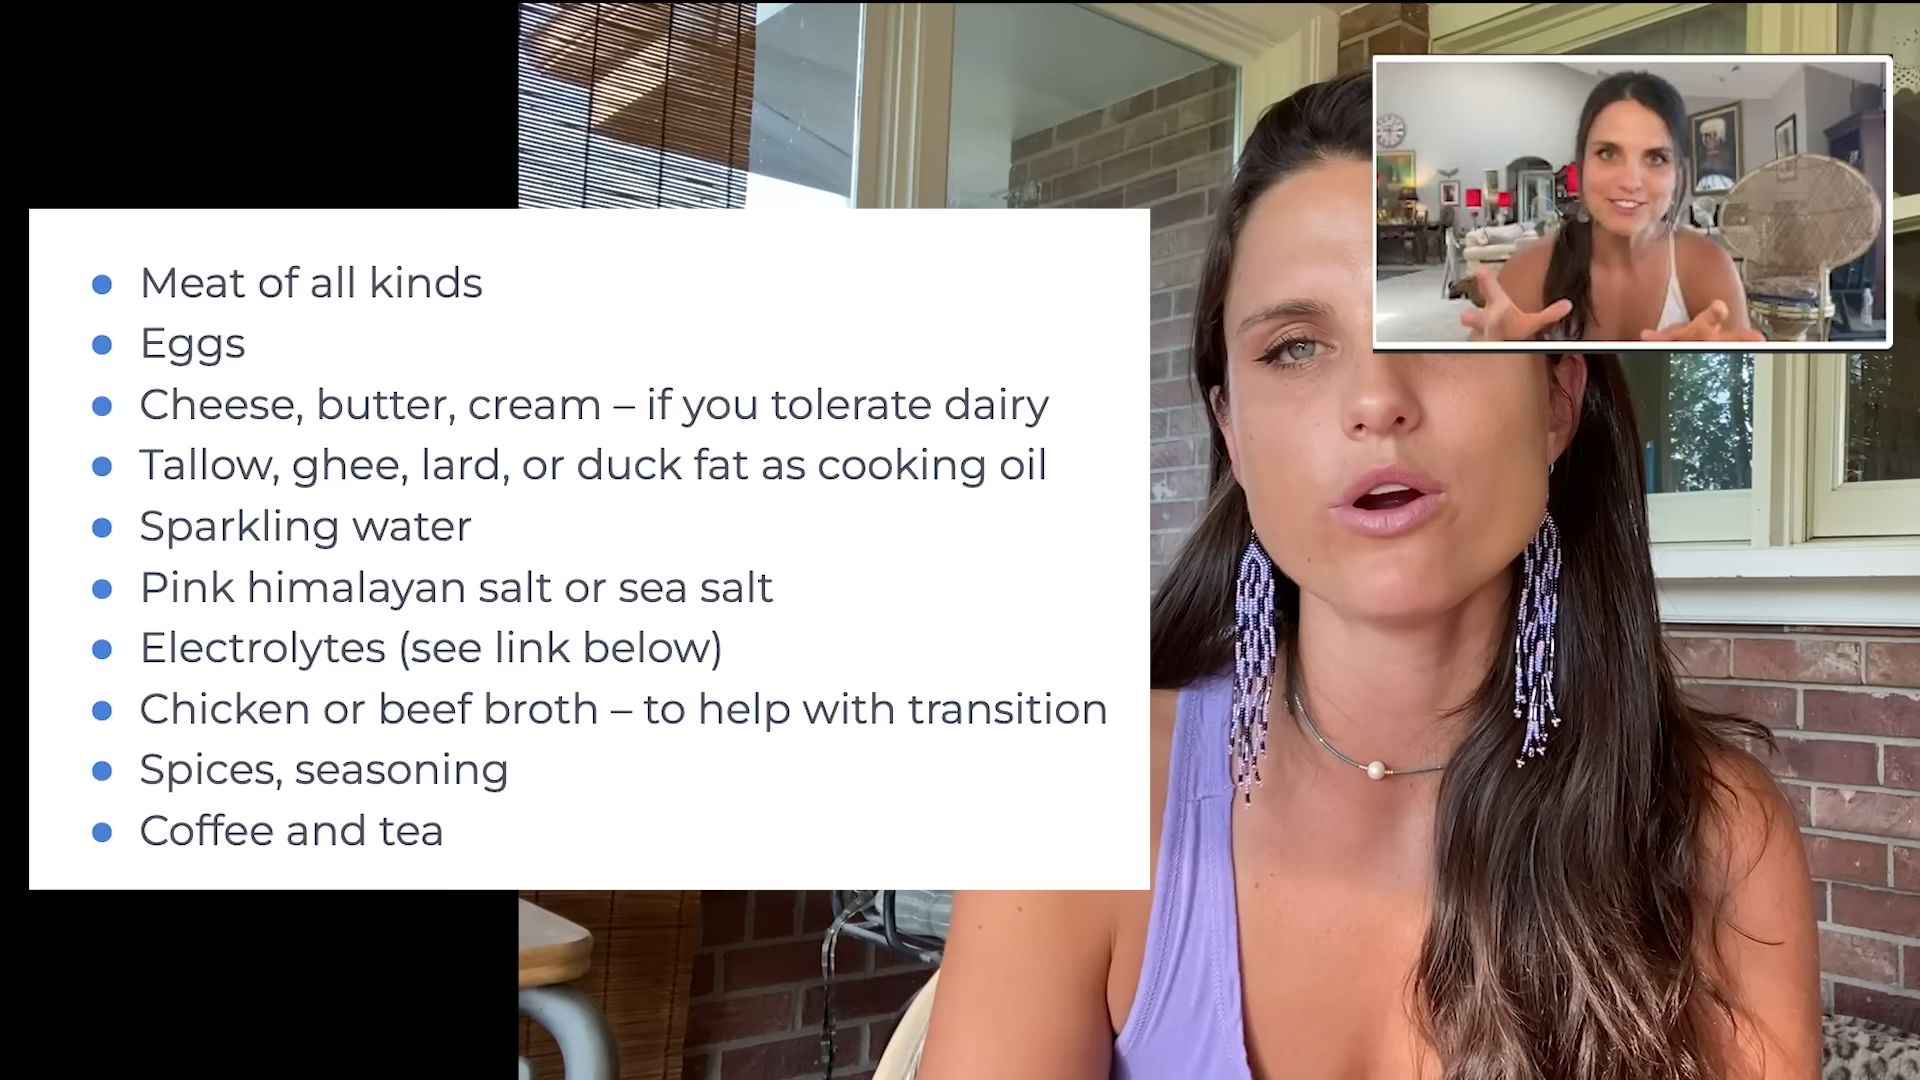 Meat of all kinds
Eggs
Cheese, butter, cream – if you tolerate dairy
Tallow, ghee, lard, or duck fat as cooking oil
Sparkling water
Pink himalayan salt or sea salt
Electrolytes (see link below)
Chicken or beef broth – to help with transition
Spices, seasoning
Coffee and tea